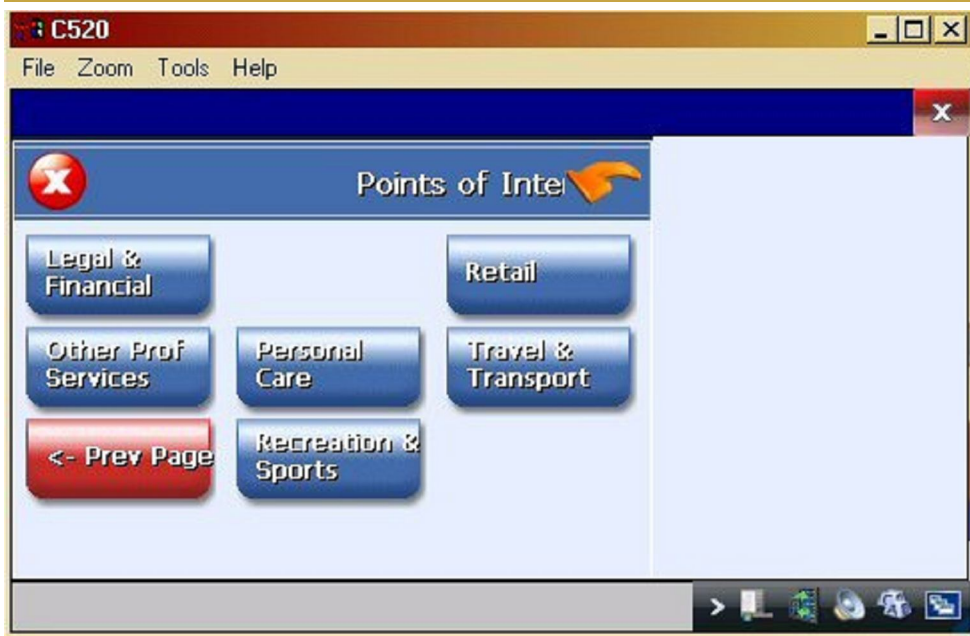 C520
File Zoom Tools Help
Points of Inte
Legal &
Financial
Retail
Other Prof
Services
Personal
Care
Travel &
Transport
<- Prev Page
Recreation &
Sports